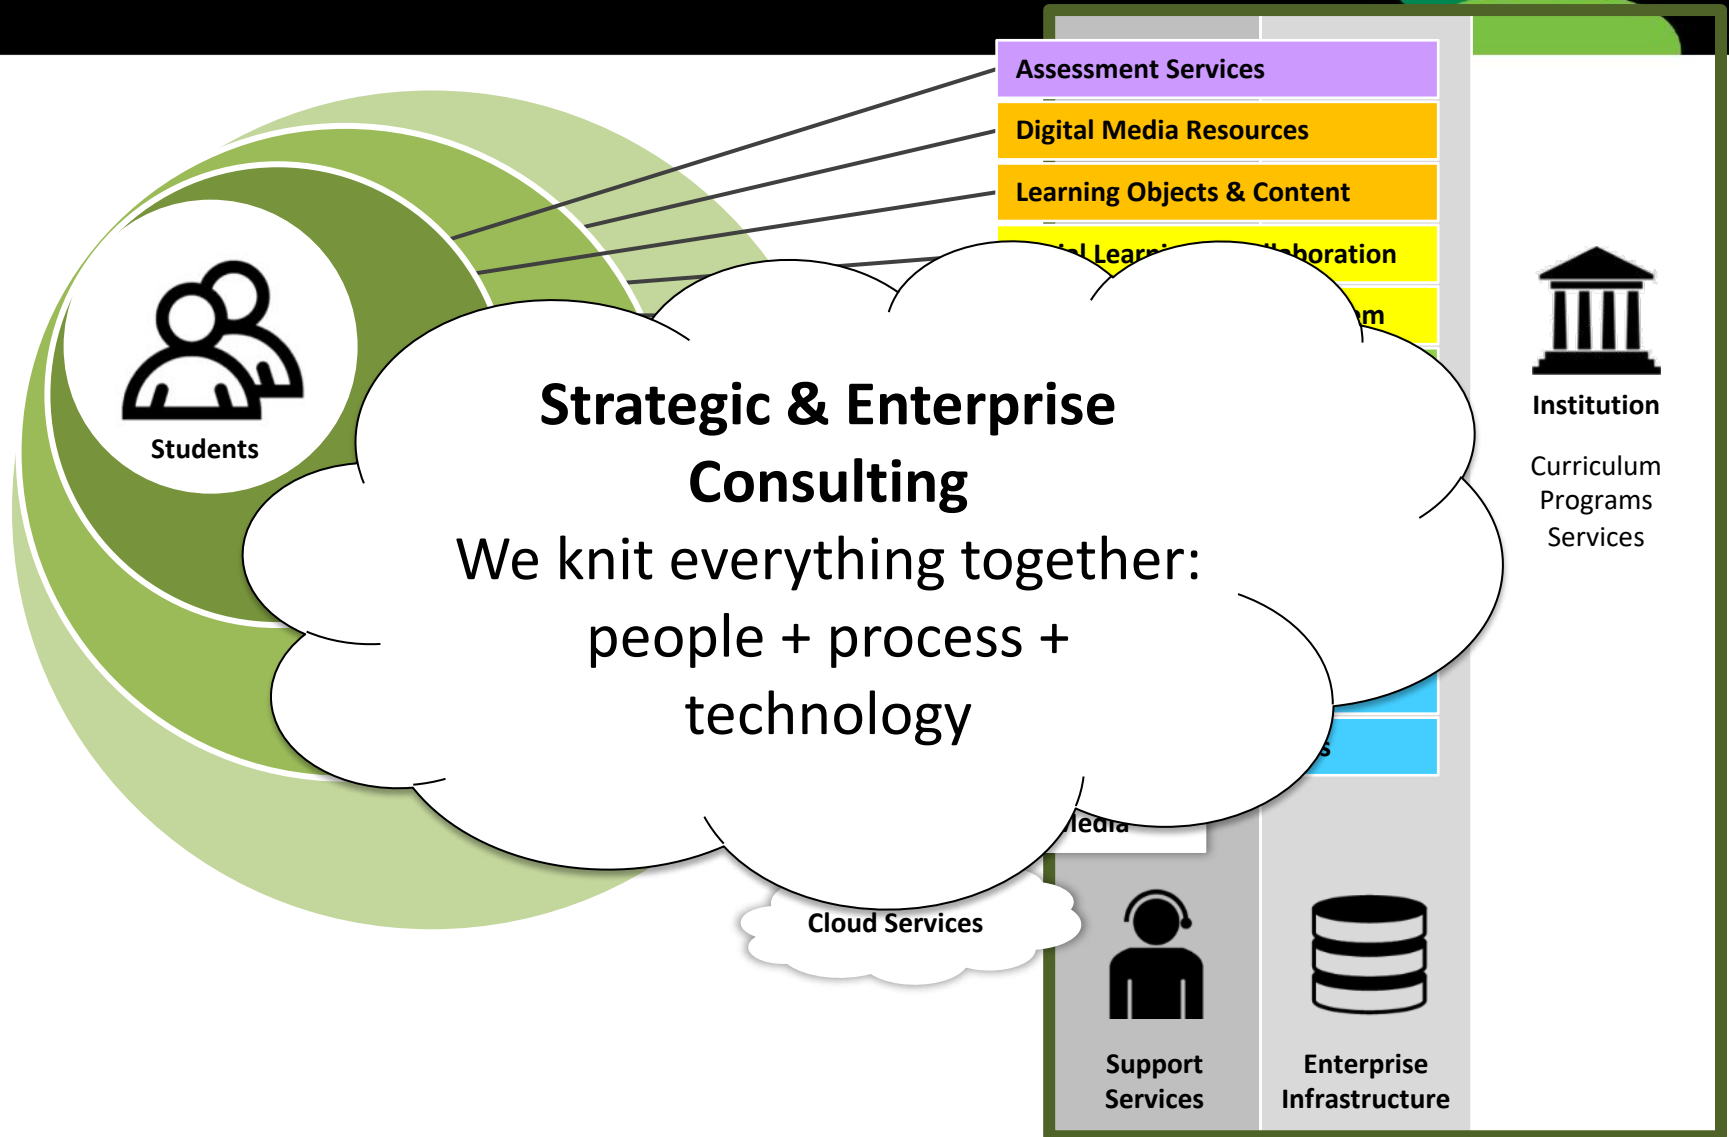 Assessment Services
Digital Media Resources
Learning Objects & Content
Students
Strategic & Enterprise
Consulting
We knit everything together:
people + process +
technology
Institution
Curriculum
Programs
Services
Cloud Services
Support
Services
Enterprise
Infrastructure